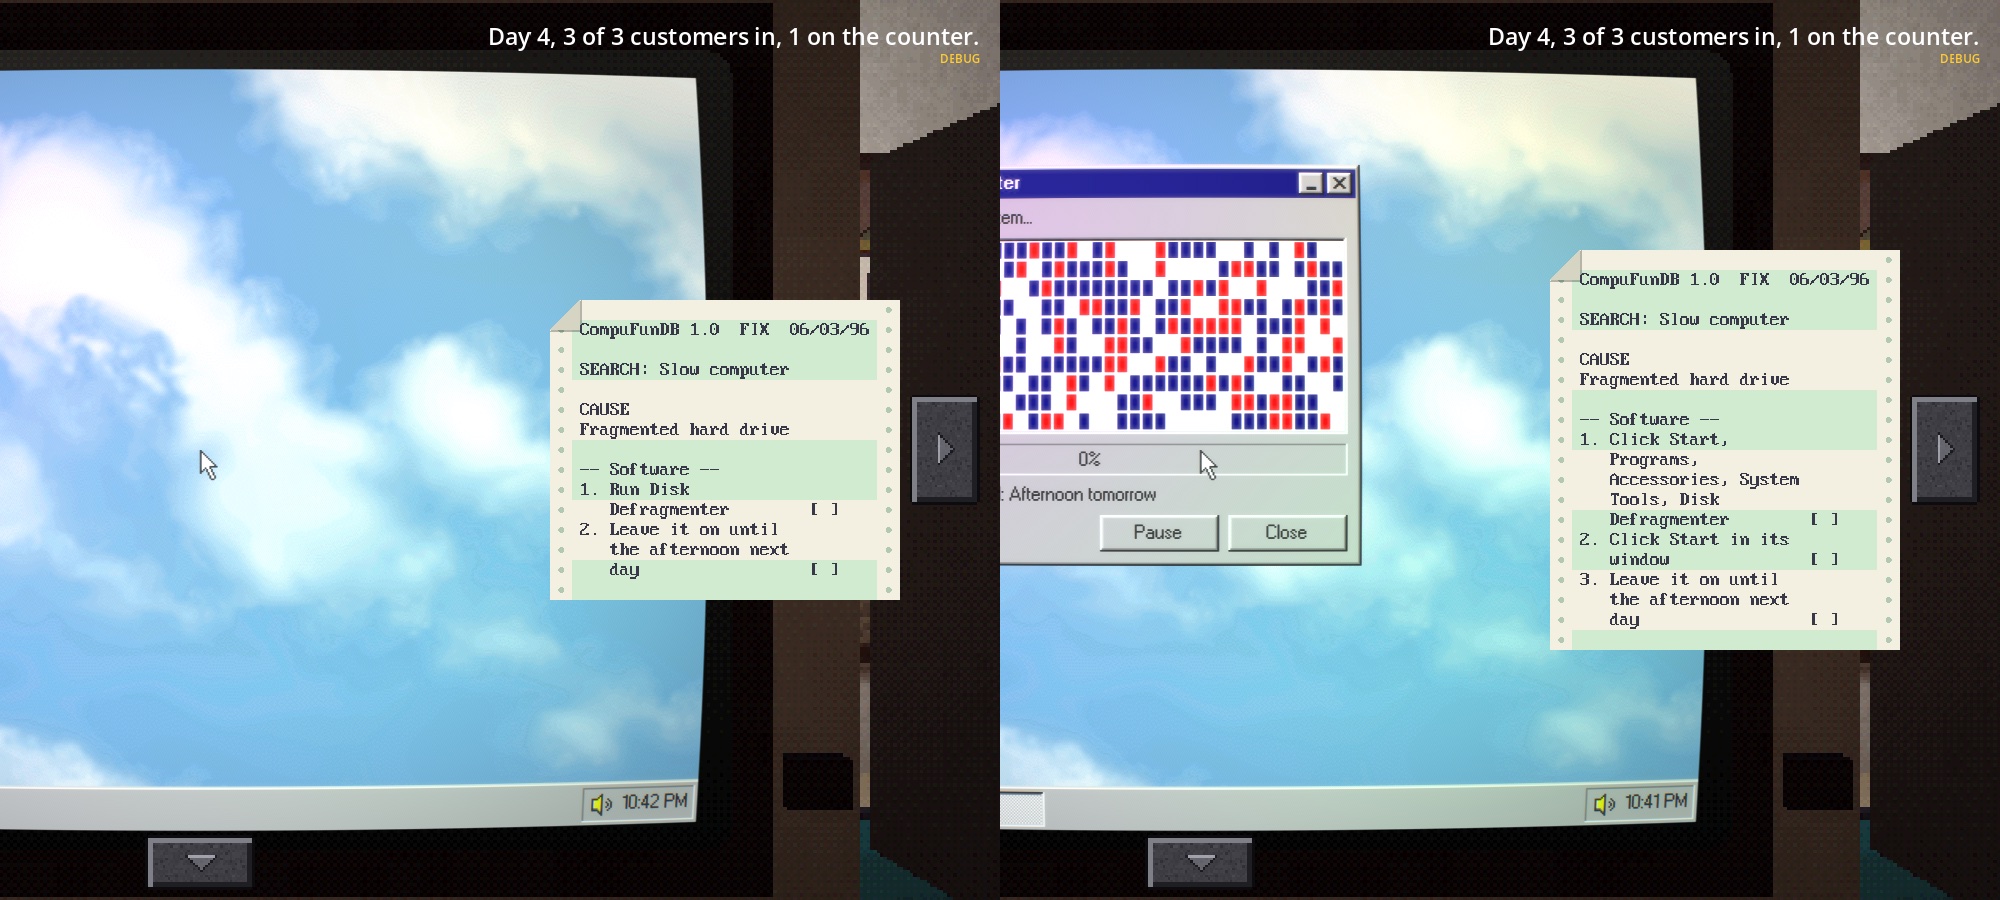 Day 4, 3 of 3 customers in, 1 on the counter.
DEBUG
CompuFunDB 1.0 FIX 06/03/96
SEARCH: Slow computer
CAUSE
Fragmented hard drive
-- Software --
1. Run Disk
Defragmenter [ ]
2. Leave it on until
the afternoon next
day [ ]
10:42 PM
Day 4, 3 of 3 customers in, 1 on the counter.
DEBUG
ter
em...
0%
: Afternoon tomorrow
Pause Close
CompuFunDB 1.0 FIX 06/03/96
SEARCH: Slow computer
CAUSE
Fragmented hard drive
-- Software --
1. Click Start,
Programs,
Accessories, System
Tools, Disk
Defragmenter [ ]
2. Click Start in its
window [ ]
3. Leave it on until
the afternoon next
day [ ]
10:41 PM